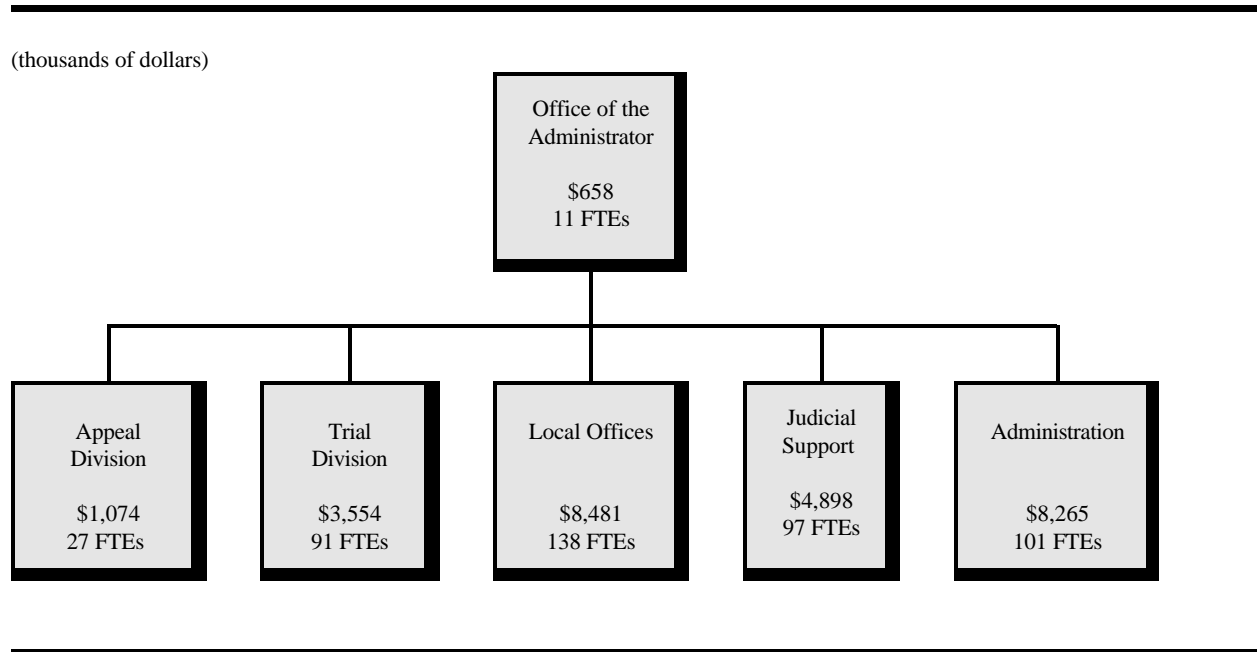 (thousands of dollars)
Office of the
Administrator
$658
11 FTEs
Appeal
Division
$1,074
27 FTEs
Trial
Division
$3,554
91 FTEs
Local Offices
$8,481
138 FTEs
Judicial
Support
$4,898
97 FTEs
Administration
$8,265
101 FTEs